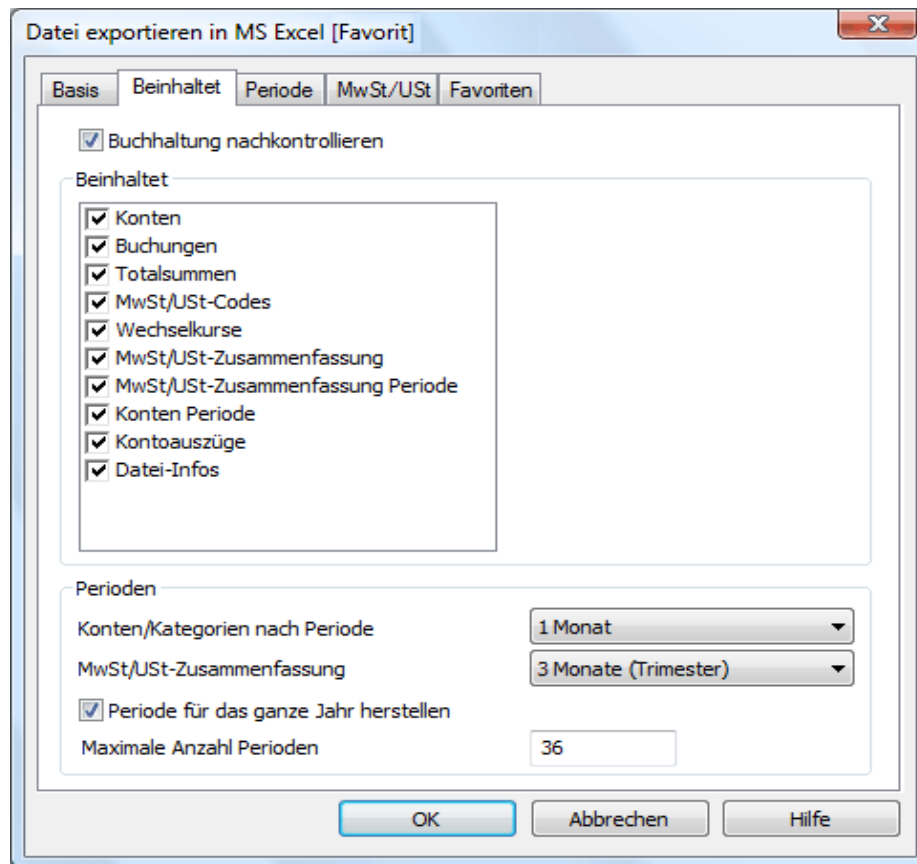 Datei exportieren in MS Excel [Favorit]
Basis Beinhaltet Periode MwSt/USt Favoriten
Buchhaltung nachkontrollieren
Beinhaltet
Konten
Buchungen
Totalsummen
MwSt/USt-Codes
Wechselkurse
MwSt/USt-Zusammenfassung
MwSt/USt-Zusammenfassung Periode
Konten Periode
Kontoauszüge
Datei-Infos
Perioden
Konten/Kategorien nach Periode 1 Monat
MwSt/USt-Zusammenfassung 3 Monate (Trimester)
Periode für das ganze Jahr herstellen
Maximale Anzahl Perioden 36
OK Abbrechen Hilfe